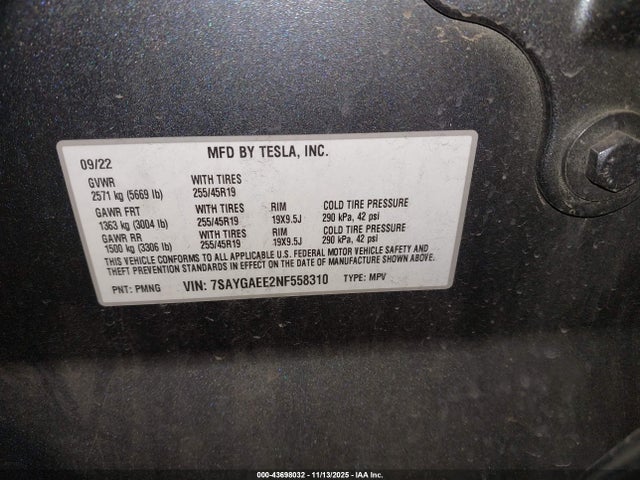 09/22 MFD BY TESLA, INC.
GVWR WITH TIRES
2571 kg (5669 lb) 255/45R19
GAWR FRT WITH TIRES RIM COLD TIRE PRESSURE
1363 kg (3004 lb) 255/45R19 19X9.5J 290 kPa, 42 psi
GAWR RR WITH TIRES RIM COLD TIRE PRESSURE
1500 kg (3306 lb) 255/45R19 19X9.5J 290 kPa, 42 psi
THIS VEHICLE CONFORMS TO ALL APPLICABLE U.S. FEDERAL MOTOR VEHICLE SAFETY AND
THEFT PREVENTION STANDARDS IN EFFECT ON THE DATE OF MANUFACTURE SHOWN ABOVE.
PNT: PMNG VIN: 7SAYGAEE2NF558310 TYPE: MPV
000-43698032 - 11/13/2025 - IAA Inc.